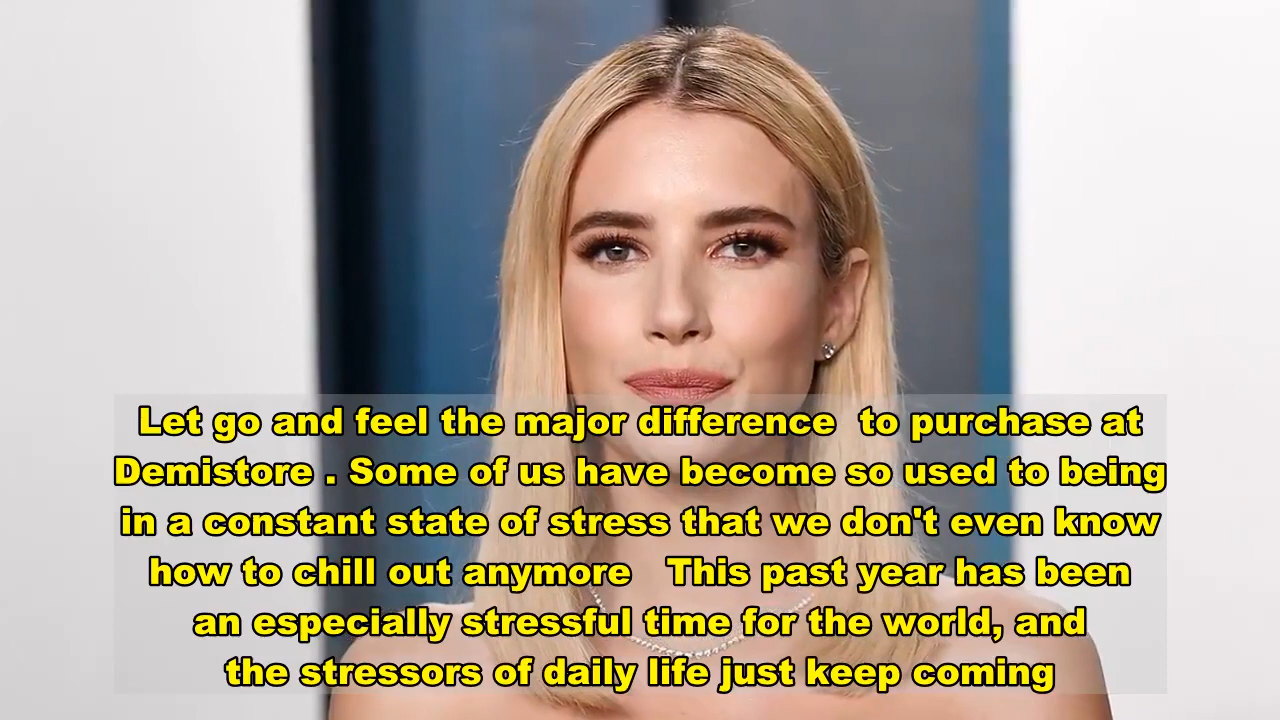 Let go and feel the major difference  to purchase at
Demistore . Some of us have become so used to being
in a constant state of stress that we don't even know
how to chill out anymore   This past year has been
an especially stressful time for the world, and
the stressors of daily life just keep coming